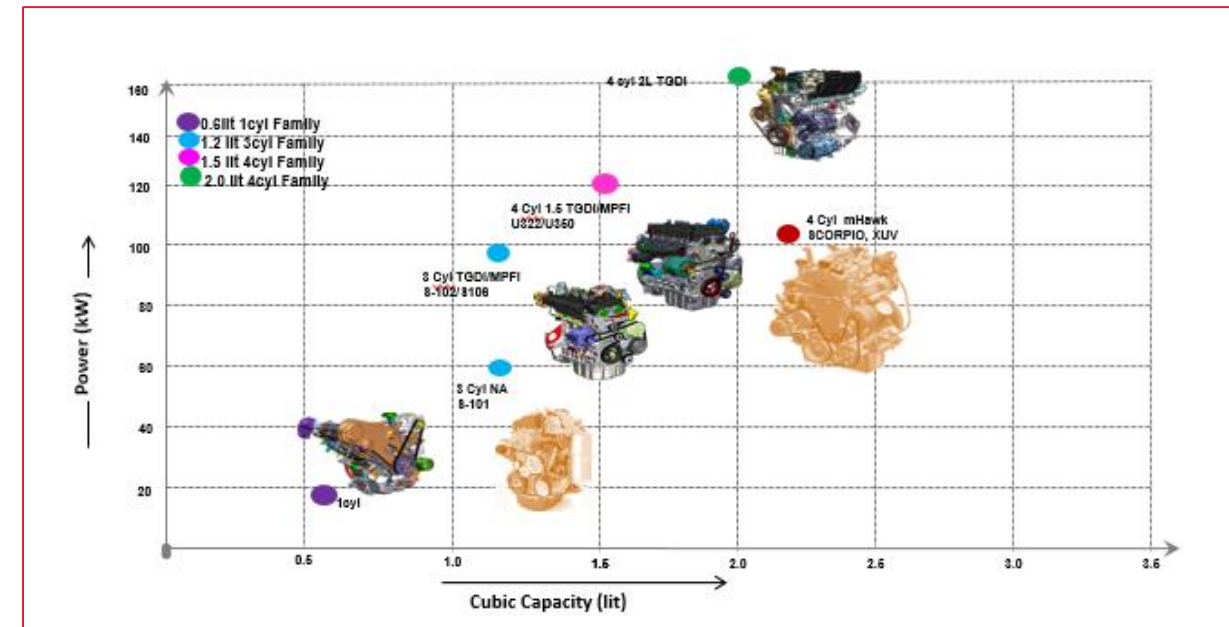 4 cyl 2L TGDI
160
0.6lit 1cyl Family
1.2 lit 3cyl Family
1.5 lit 4cyl Family
2.0 lit 4cyl Family
140
120
4 Cyl 1.5 TGDI/MPFI
U322/U350
4 Cyl mHawk
SCORPIO, XUV
100
3 Cyl TGDI/MPFI
S-102/S106
80
60
3 Cyl NA
S-101
40
20
1cyl
Power (kW)
0.5
1.0
1.5
2.0
2.5
3.0
3.5
Cubic Capacity (lit)